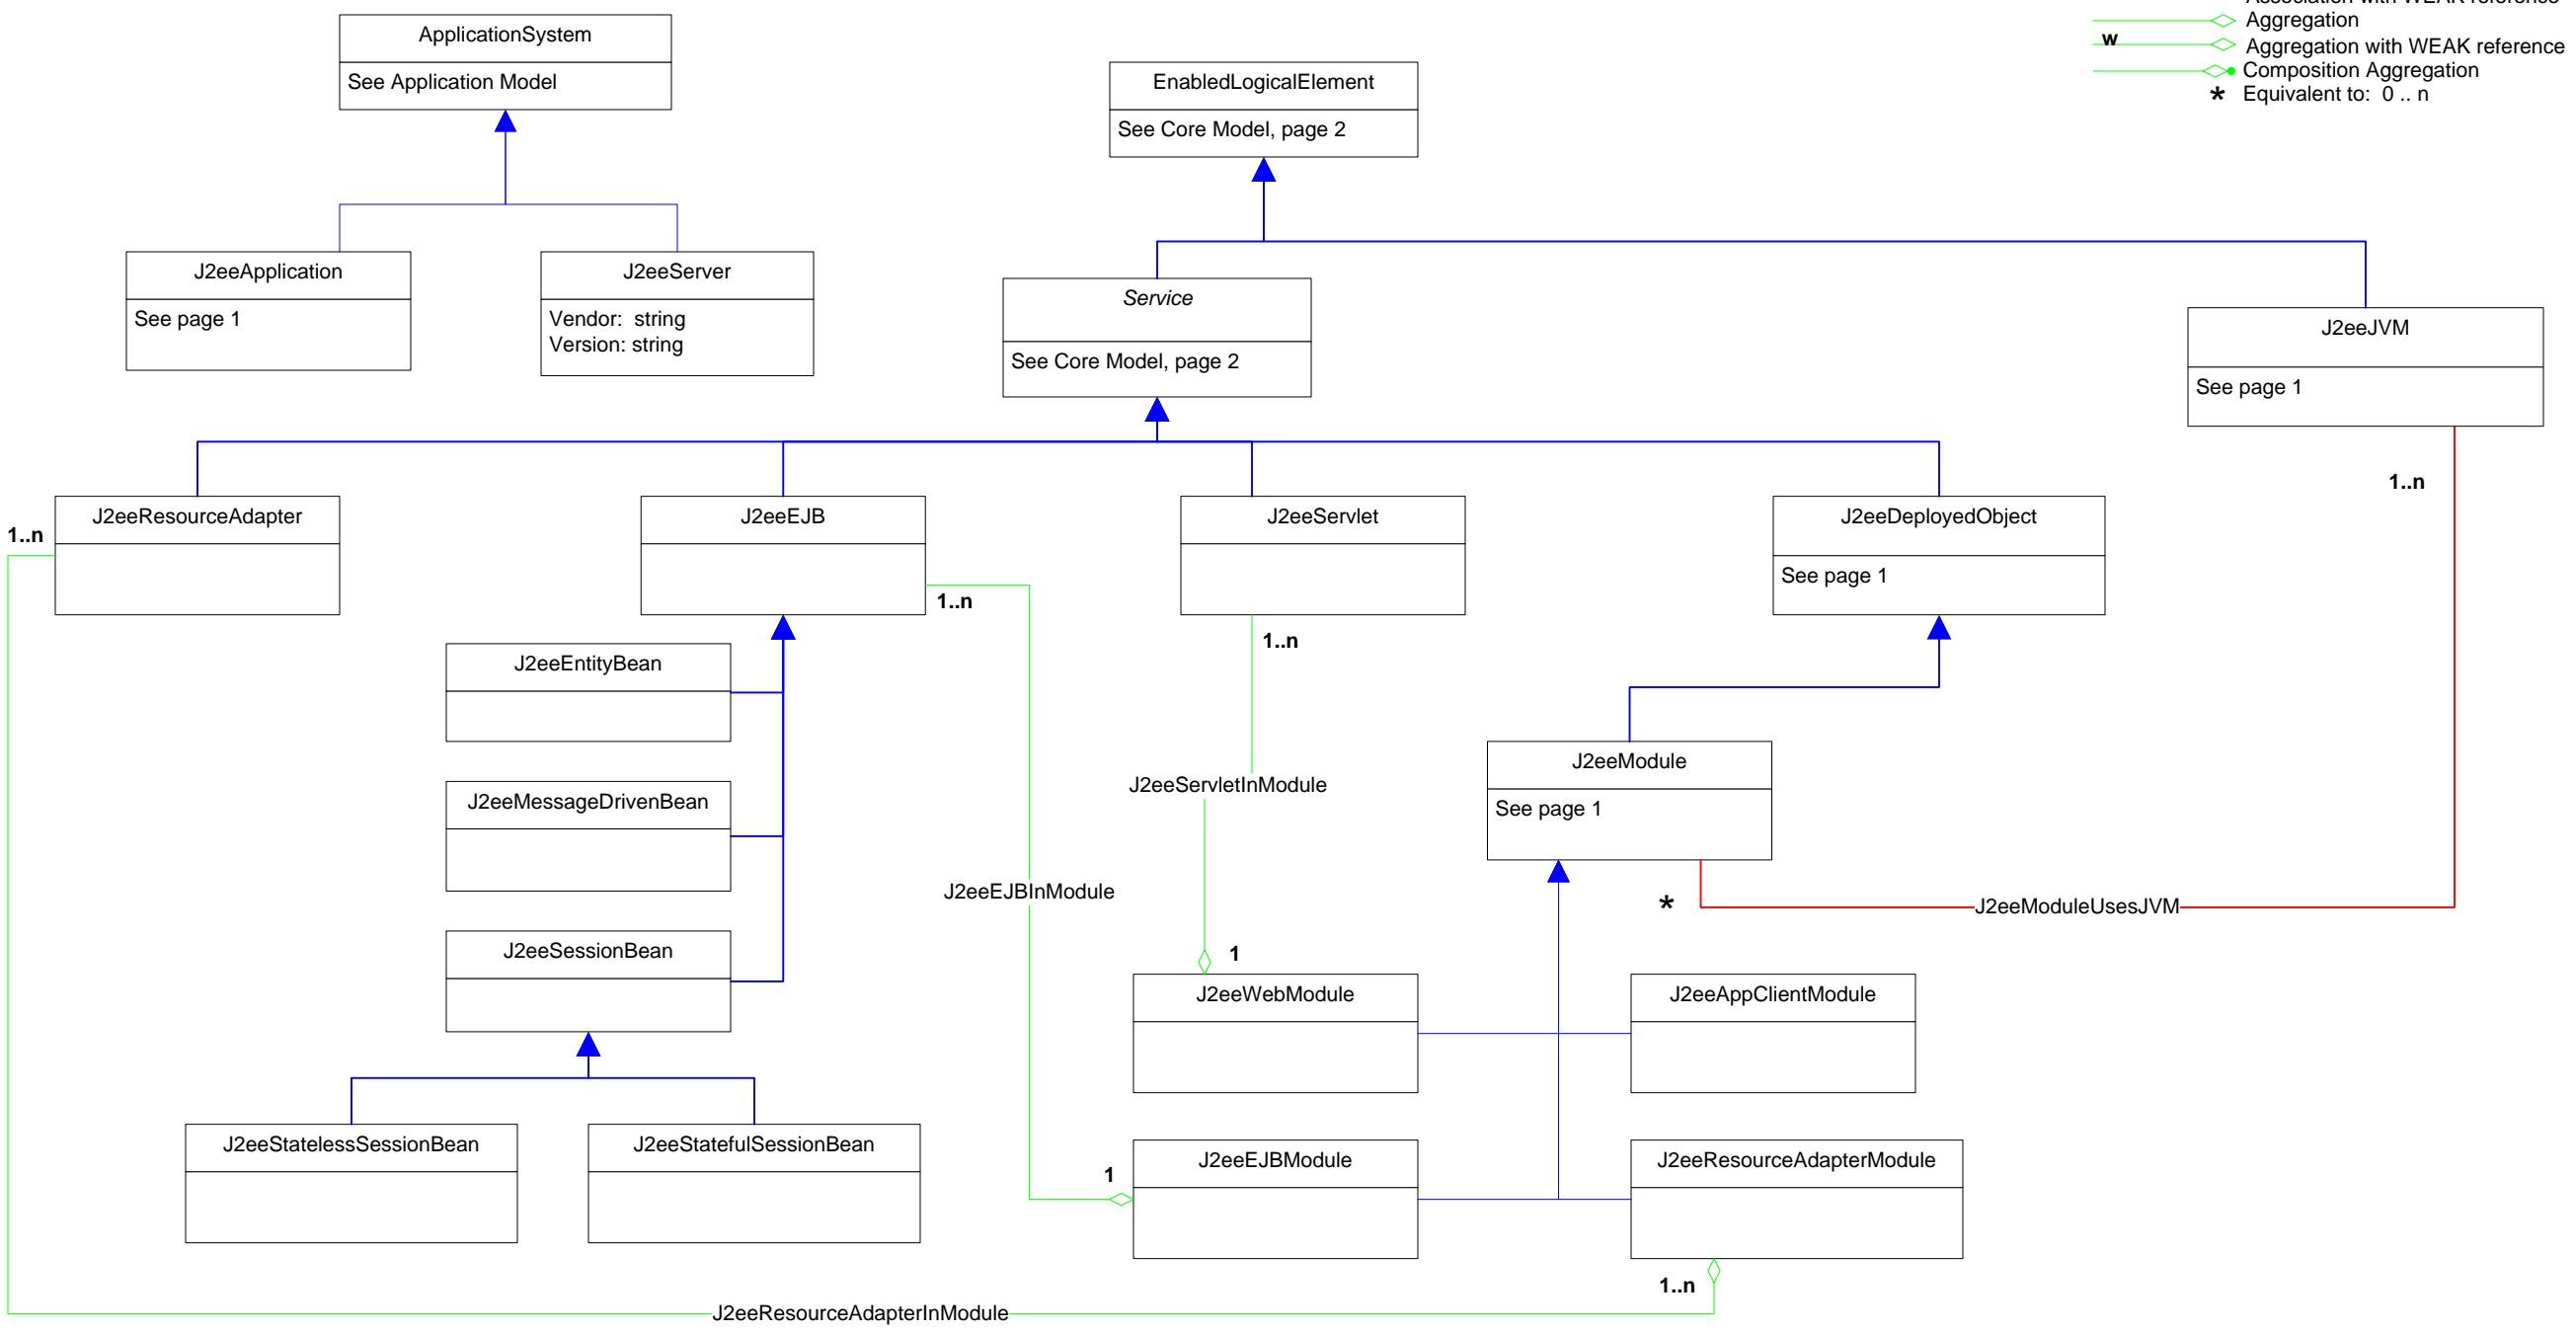 Association with WEAK reference
Aggregation
w
Aggregation with WEAK reference
Composition Aggregation
* Equivalent to: 0 .. n
ApplicationSystem
See Application Model
EnabledLogicalElement
See Core Model, page 2
J2eeApplication
See page 1
J2eeServer
Vendor: string
Version: string
Service
See Core Model, page 2
J2eeJVM
See page 1
1..n
J2eeResourceAdapter
1..n
J2eeEJB
1..n
J2eeServlet
1..n
J2eeDeployedObject
See page 1
J2eeEntityBean
J2eeMessageDrivenBean
J2eeSessionBean
J2eeServletInModule
J2eeModule
See page 1
J2eeEJBInModule
*
J2eeModuleUsesJVM
1
J2eeWebModule
J2eeAppClientModule
J2eeStatelessSessionBean
J2eeStatefulSessionBean
1
J2eeEJBModule
J2eeResourceAdapterModule
1..n
J2eeResourceAdapterInModule